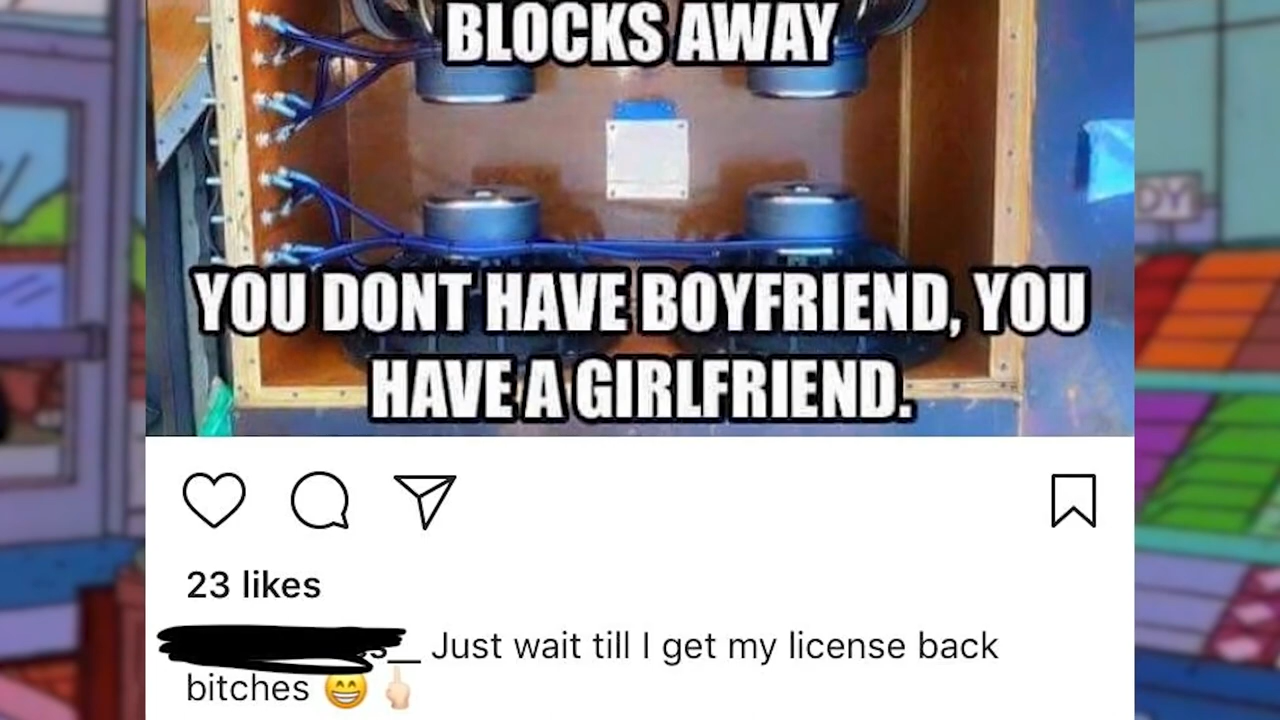 BLOCKS AWAY
YOU DONT HAVE BOYFRIEND, YOU
HAVE A GIRLFRIEND.
23 likes
s_ Just wait till I get my license back
bitches 😁🖕🏻